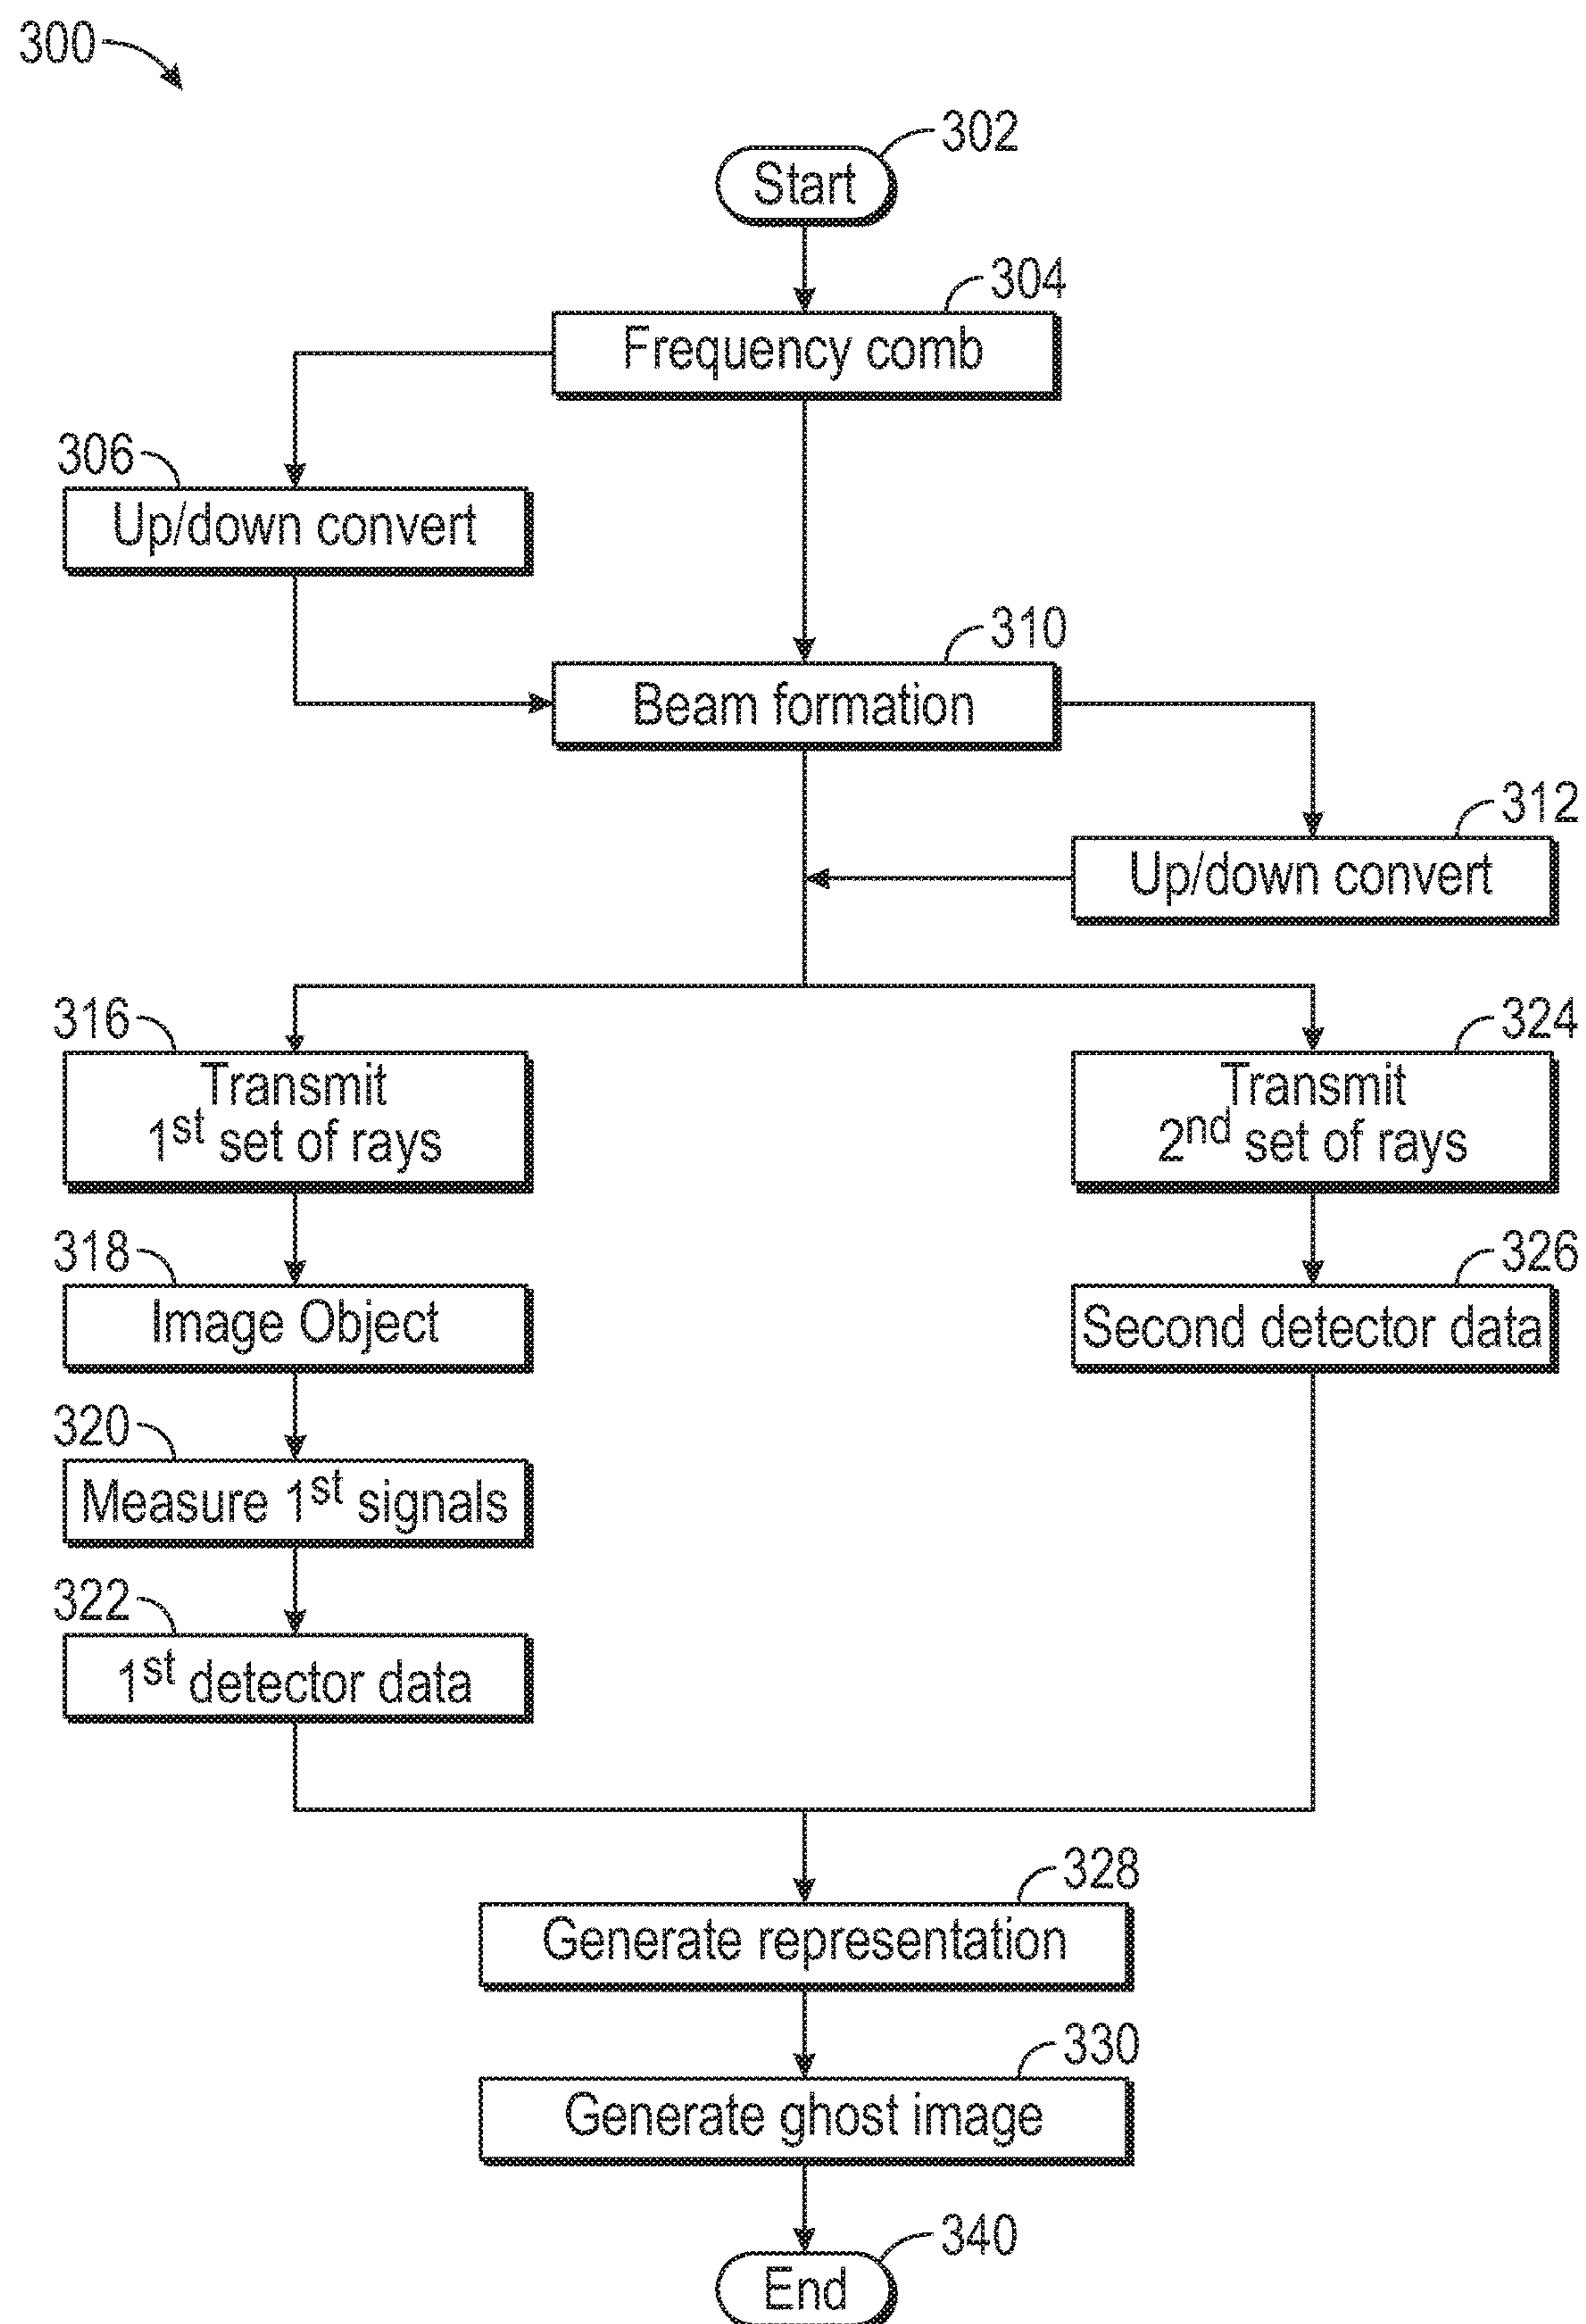 300
302
Start
304
Frequency comb
306
Up/down convert
310
Beam formation
312
Up/down convert
316
Transmit
1st set of rays
324
Transmit
2nd set of rays
318
Image Object
326
Second detector data
320
Measure 1st signals
322
1st detector data
328
Generate representation
330
Generate ghost image
340
End